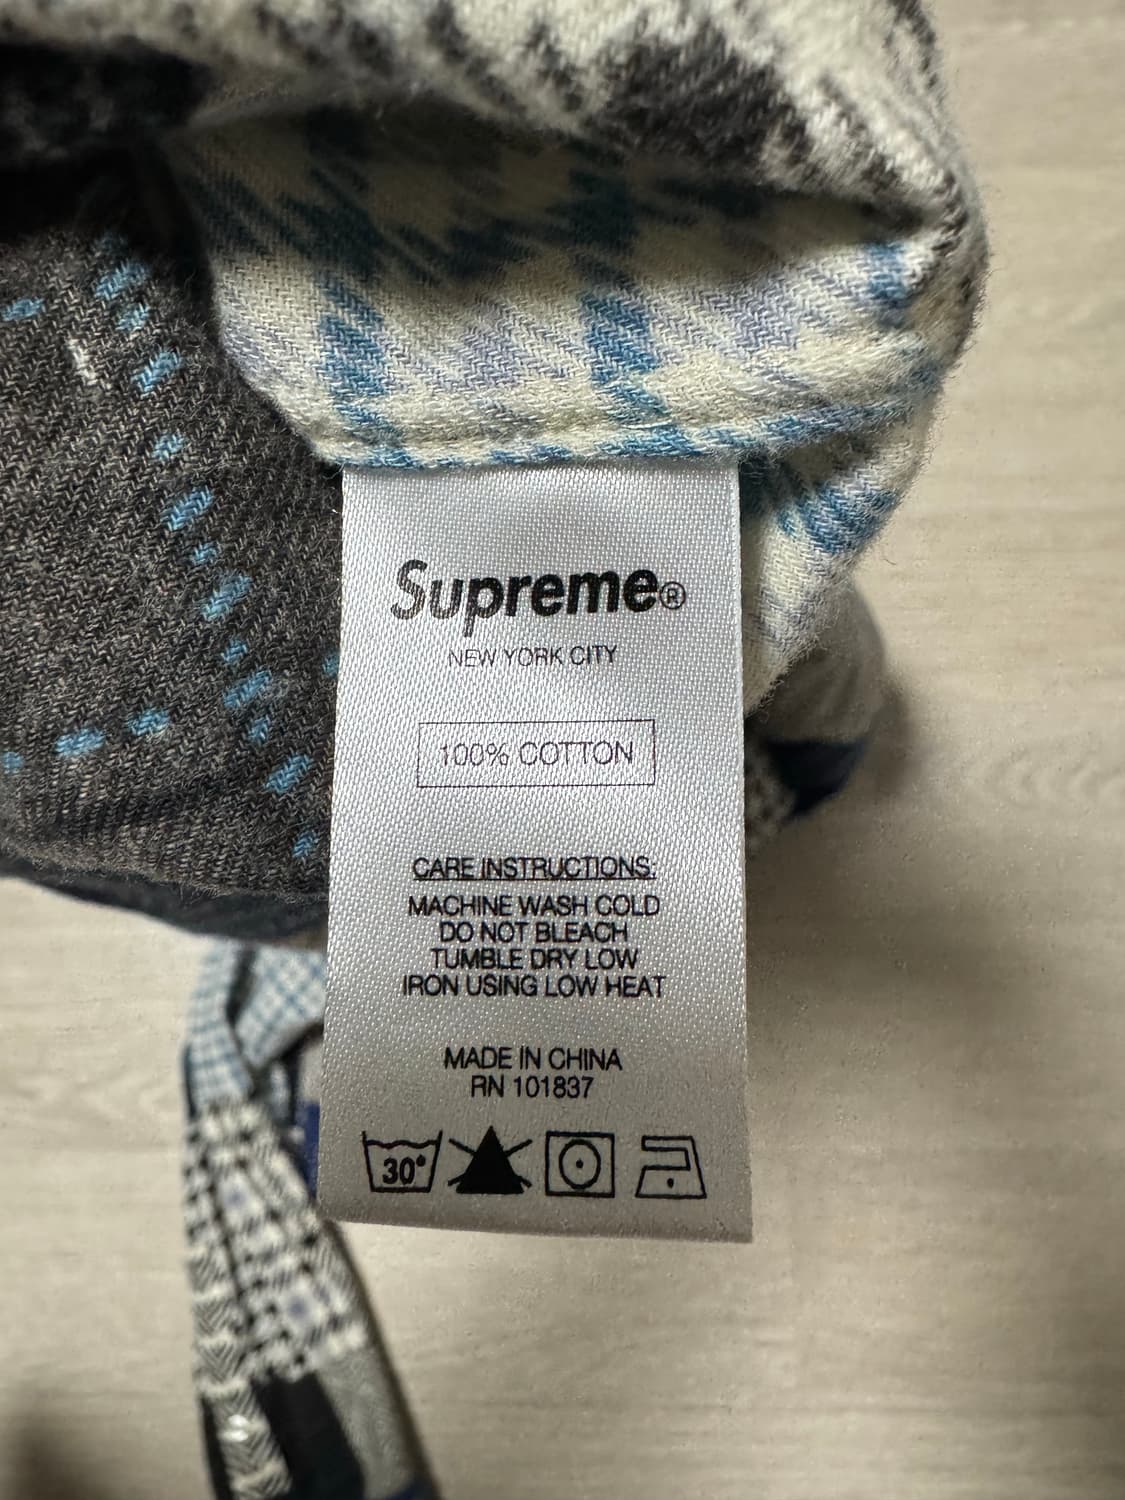 Supreme®
NEW YORK CITY
100% COTTON
CARE INSTRUCTIONS:
MACHINE WASH COLD
DO NOT BLEACH
TUMBLE DRY LOW
IRON USING LOW HEAT
MADE IN CHINA
RN 101837
30°